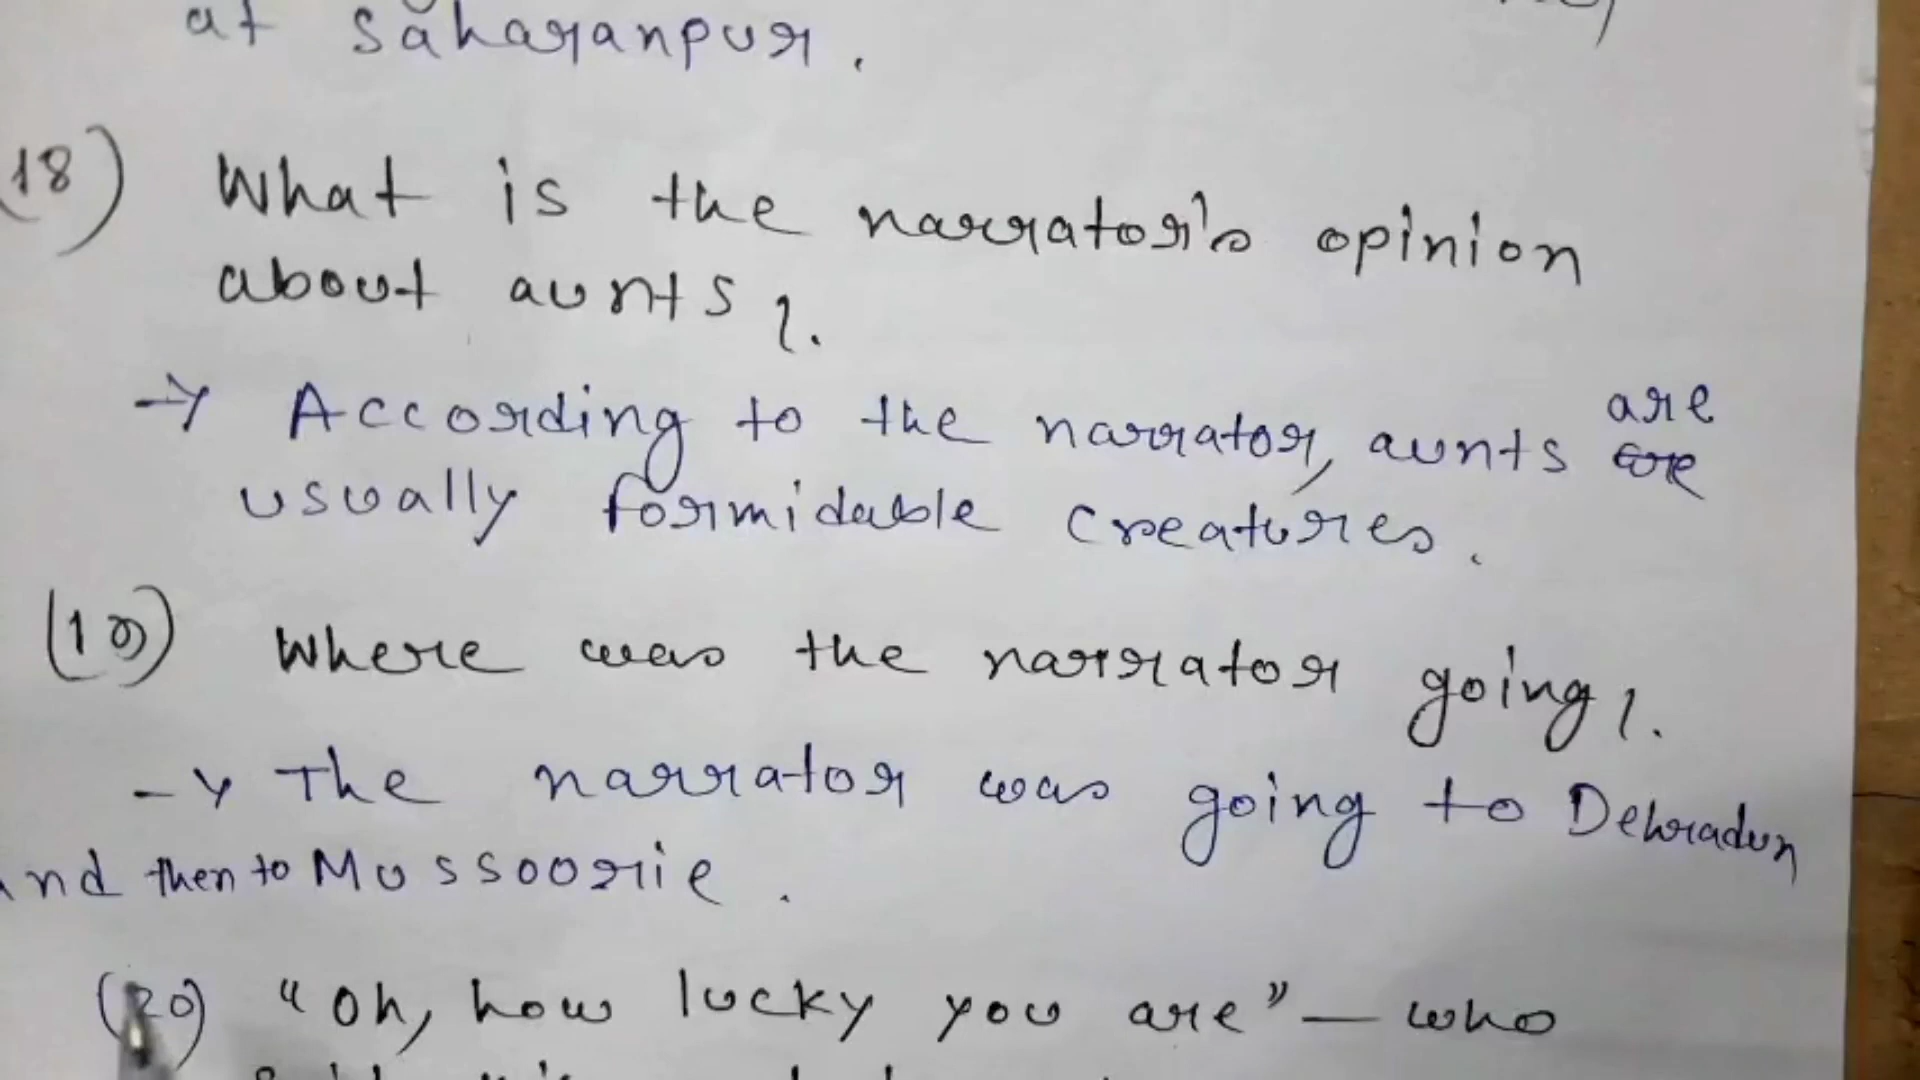 at Saharanpur.
(18) What is the narrator's opinion
about aunts?
→ According to the narrator, aunts are
usually formidable creatures.
(19) Where was the narrator going?
→ The narrator was going to Dehradun
and then to Mussoorie.
(20) "Oh, how lucky you are" — who